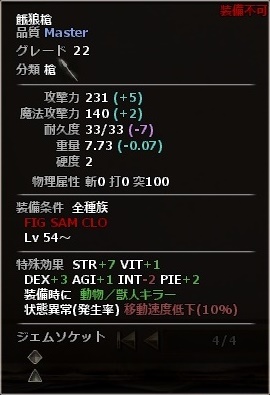 装備不可
餓狼槍
品質 Master
グレード 22
分類 槍
攻撃力 231 (+5)
魔法攻撃力 140 (+2)
耐久度 33/33 (-7)
重量 7.73 (-0.07)
硬度 2
物理属性 斬0 打0 突100
装備条件 全種族
FIG SAM CLO
Lv 54～
特殊効果 STR+7 VIT+1
DEX+3 AGI+1 INT-2 PIE+2
装備時に 動物／獣人キラー
状態異常(発生率) 移動速度低下(10%)
ジェムソケット 4/4